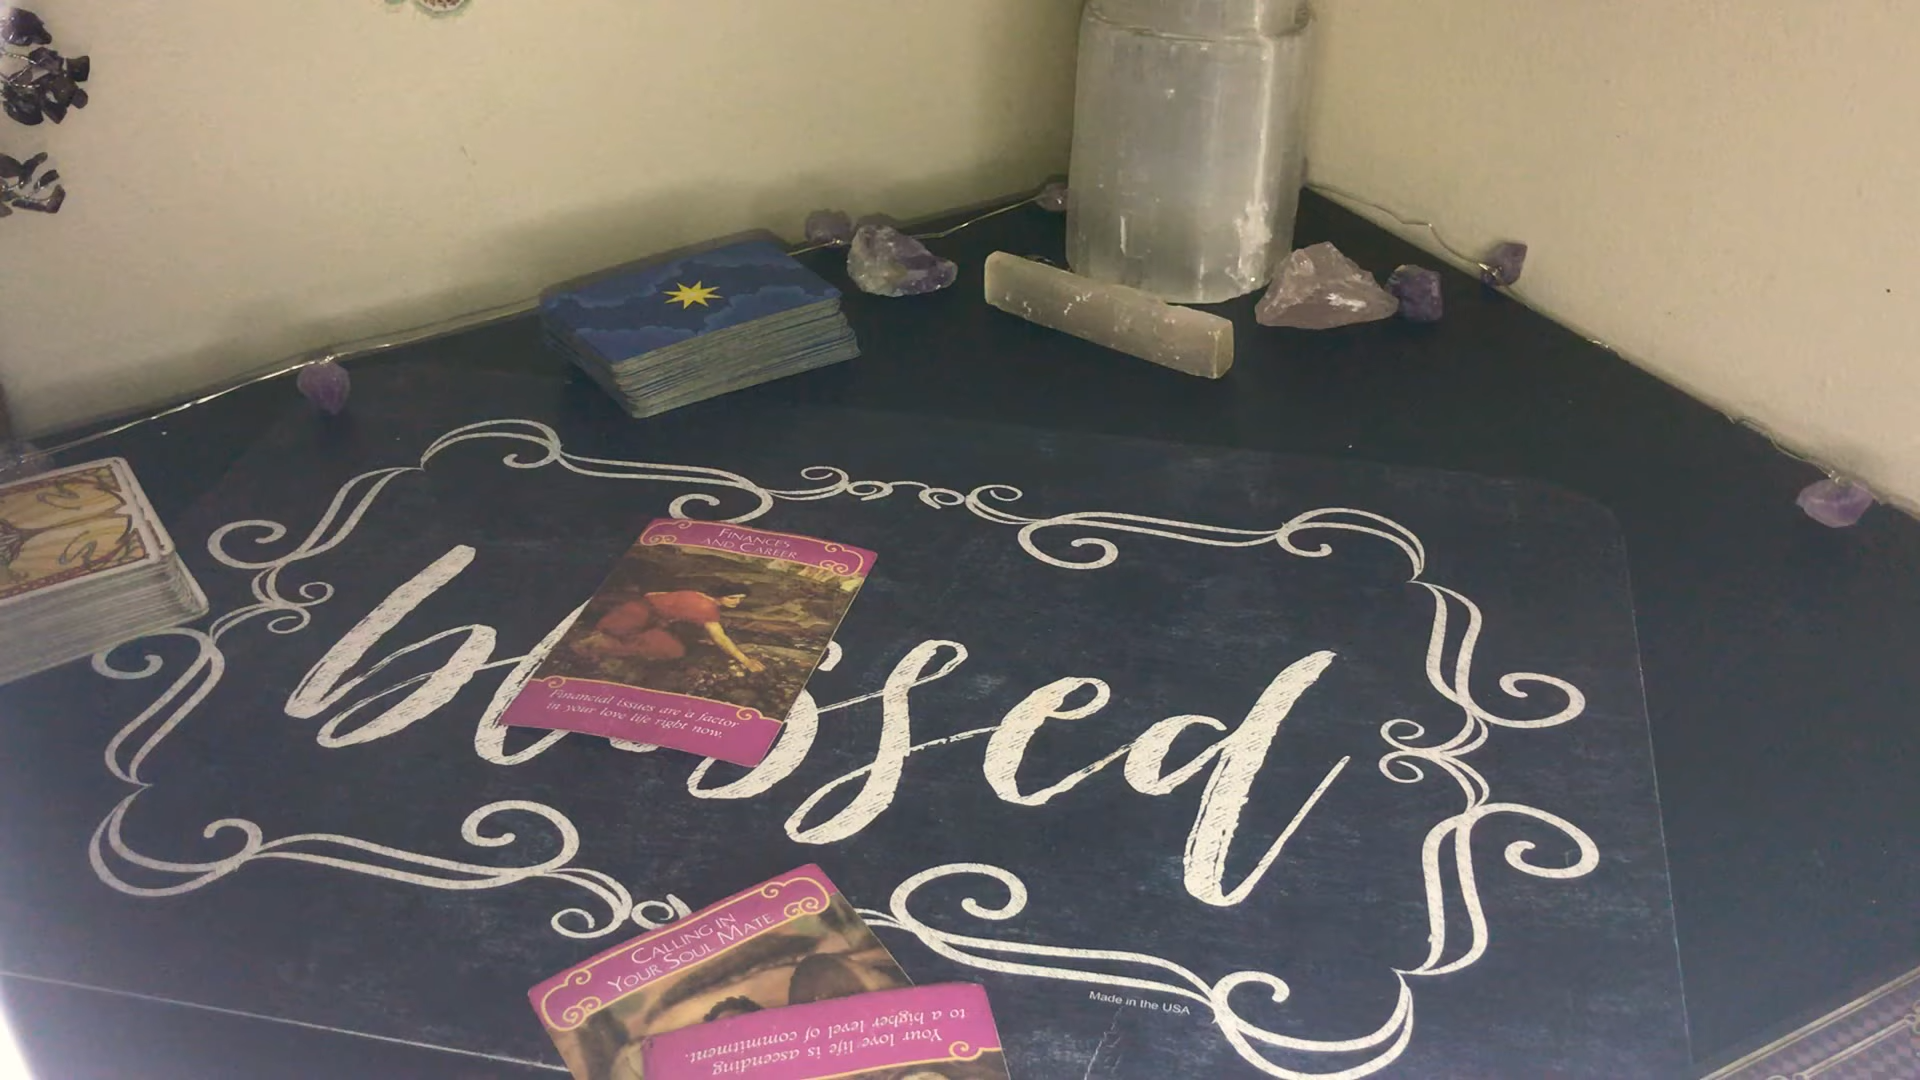 FINANCES
AND CAREER
Financial issues are a factor
in your love life right now.
blessed
CALLING IN
YOUR SOUL MATE
Your love life is ascending
to a higher level of commitment.
Made in the USA